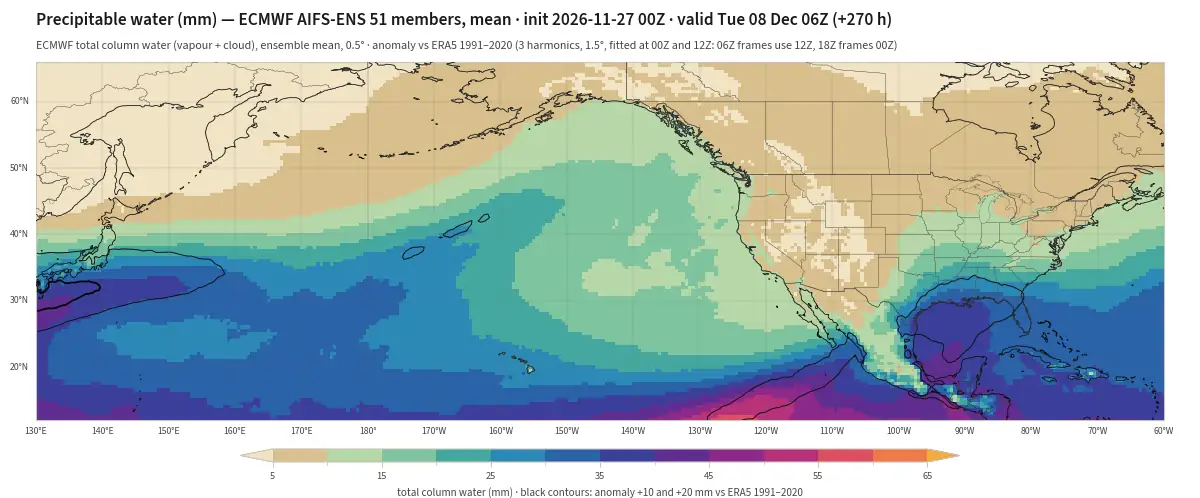 Precipitable water (mm) — ECMWF AIFS-ENS 51 members, mean · init 2026-11-27 00Z · valid Tue 08 Dec 06Z (+270 h)
ECMWF total column water (vapour + cloud), ensemble mean, 0.5° · anomaly vs ERA5 1991–2020 (3 harmonics, 1.5°, fitted at 00Z and 12Z: 06Z frames use 12Z, 18Z frames 00Z)
60°N
50°N
40°N
30°N
20°N
130°E 140°E 150°E 160°E 170°E 180° 170°W 160°W 150°W 140°W 130°W 120°W 110°W 100°W 90°W 80°W 70°W 60°W
5 15 25 35 45 55 65
total column water (mm) · black contours: anomaly +10 and +20 mm vs ERA5 1991–2020